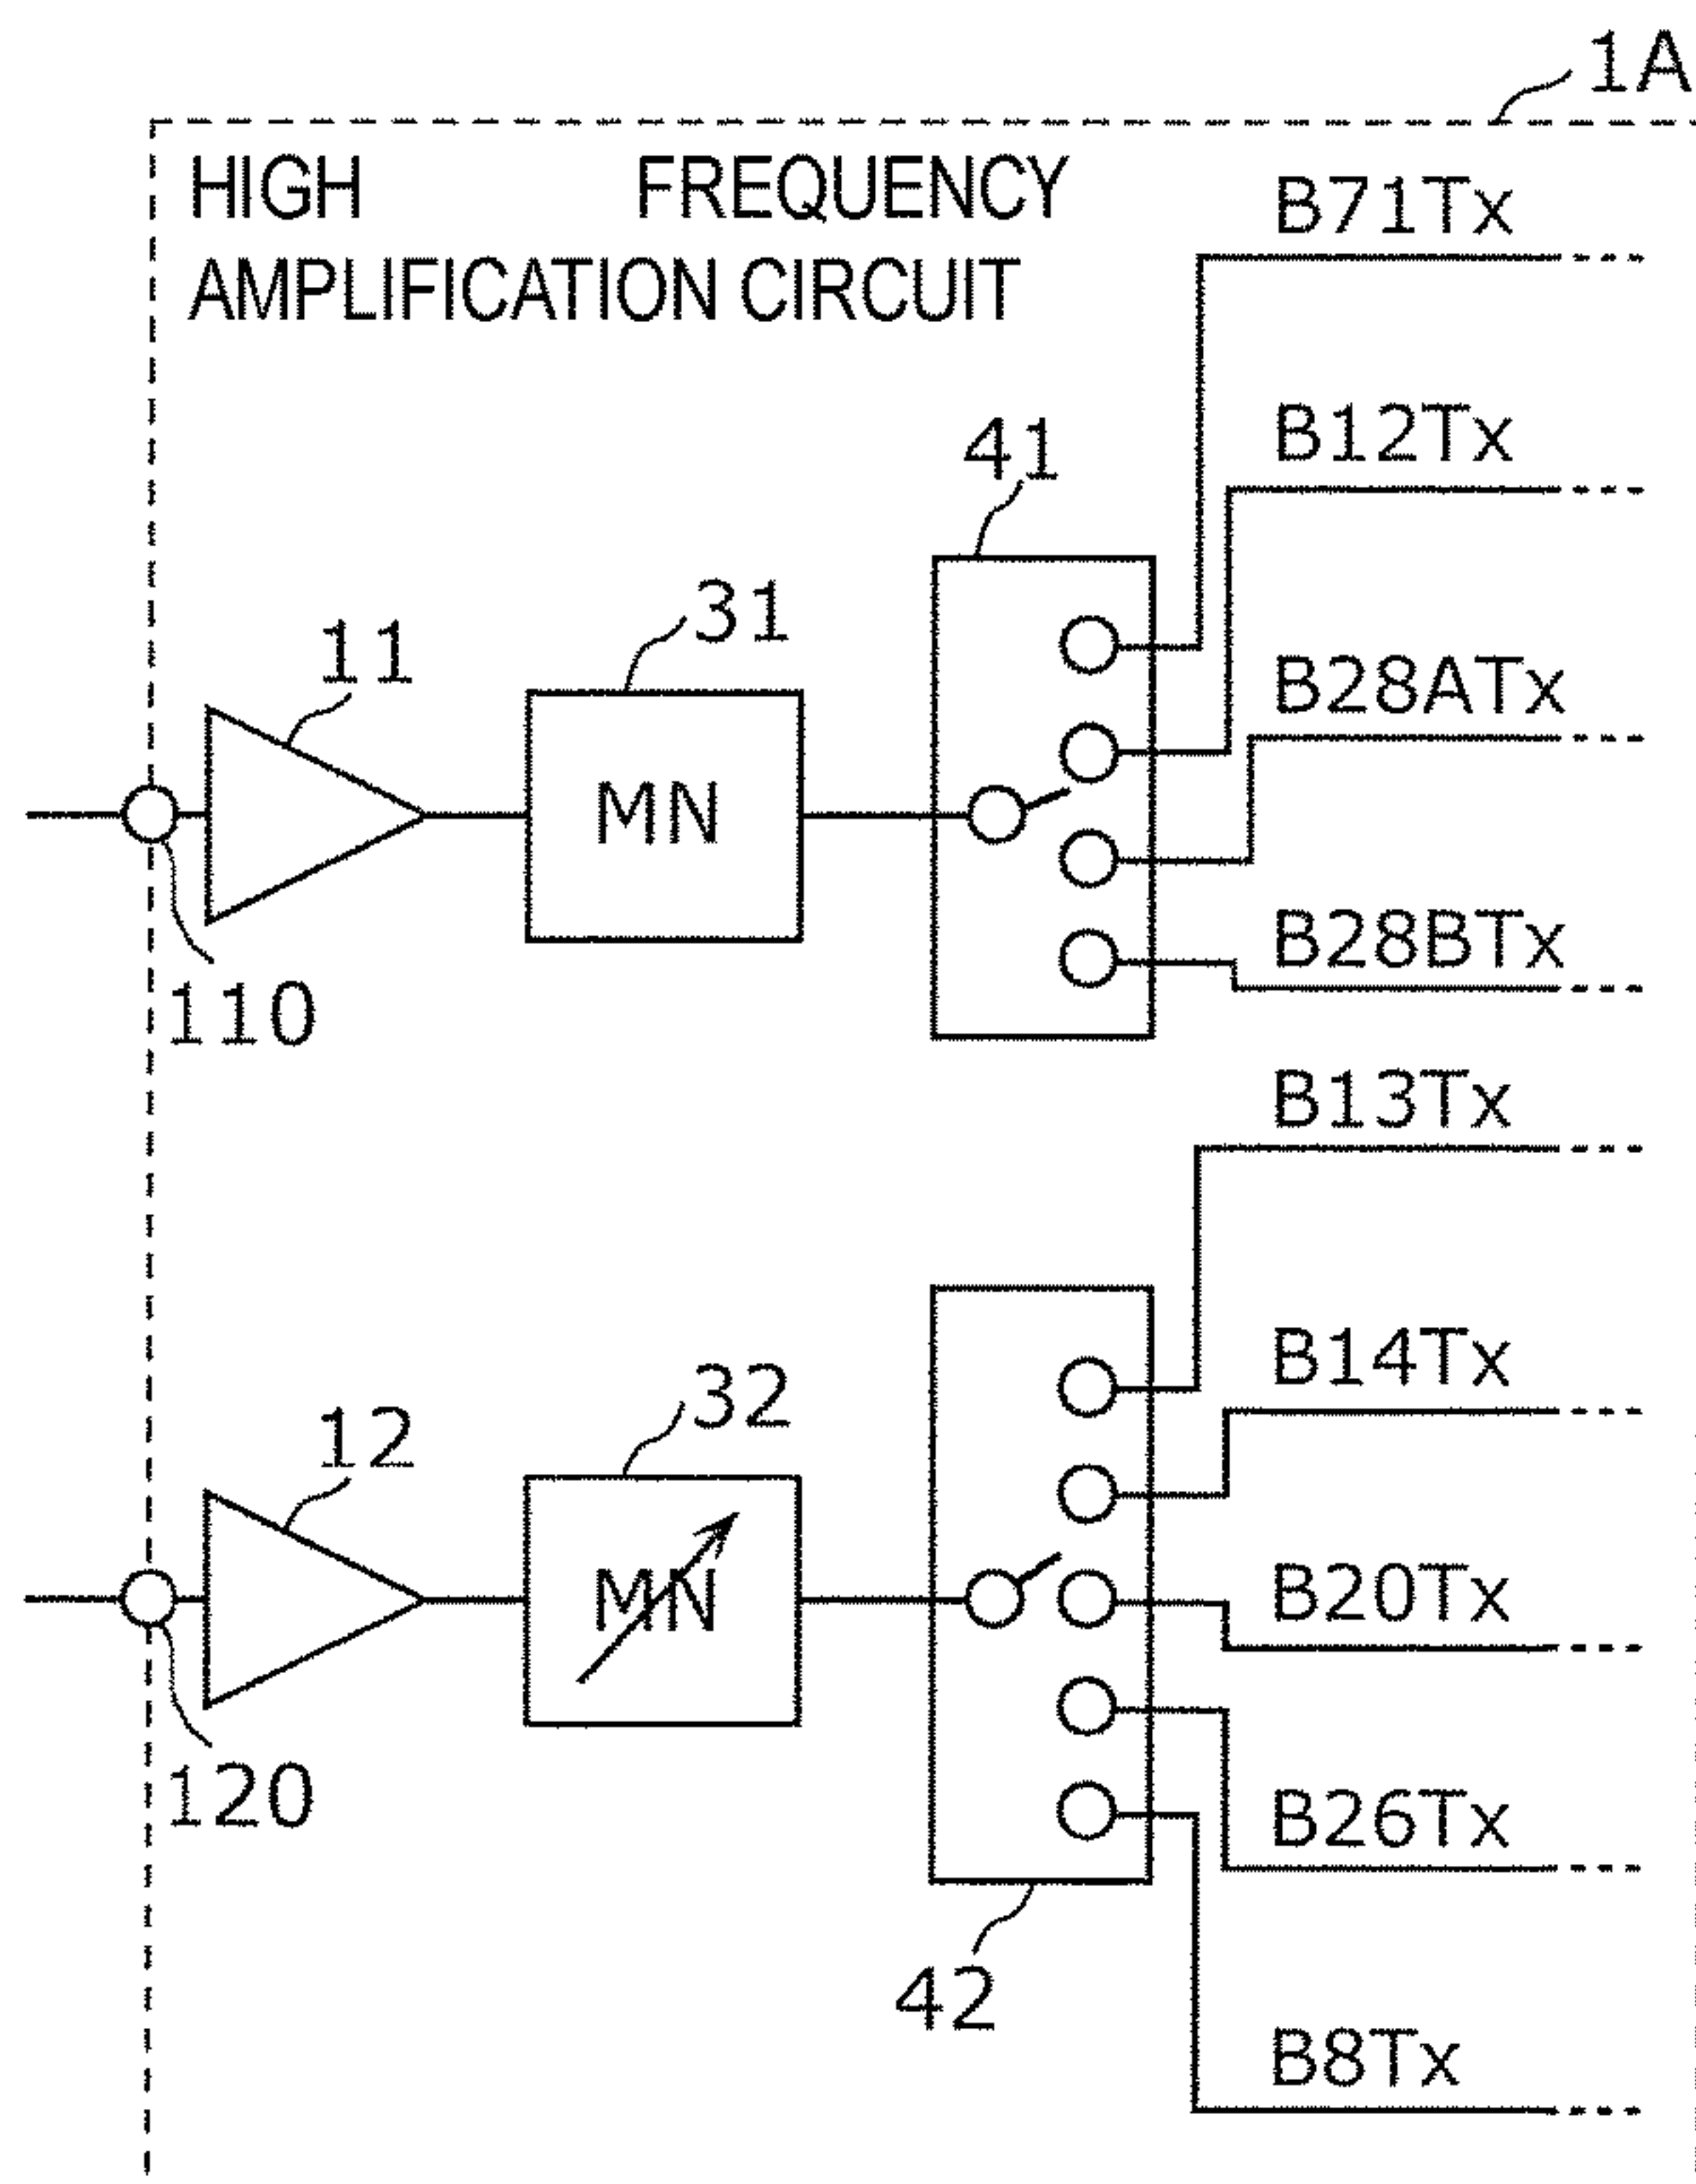 1A
HIGH FREQUENCY
AMPLIFICATION CIRCUIT
B71Tx
B12Tx
41
31
11
B28ATx
MN
B28BTx
110
B13Tx
B14Tx
32
12
B20Tx
MN
120
B26Tx
42
B8Tx